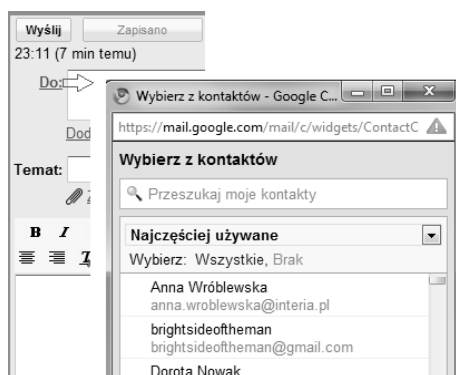 Wyślij Zapisano
23:11 (7 min temu)
Do:
Dod
Temat:
B I
Wybierz z kontaktów - Google C...
https://mail.google.com/mail/c/widgets/ContactC
Wybierz z kontaktów
Przeszukaj moje kontakty
Najczęściej używane
Wybierz: Wszystkie, Brak
Anna Wróblewska
anna.wroblewska@interia.pl
brightsideoftheman
brightsideoftheman@gmail.com
Dorota Nowak